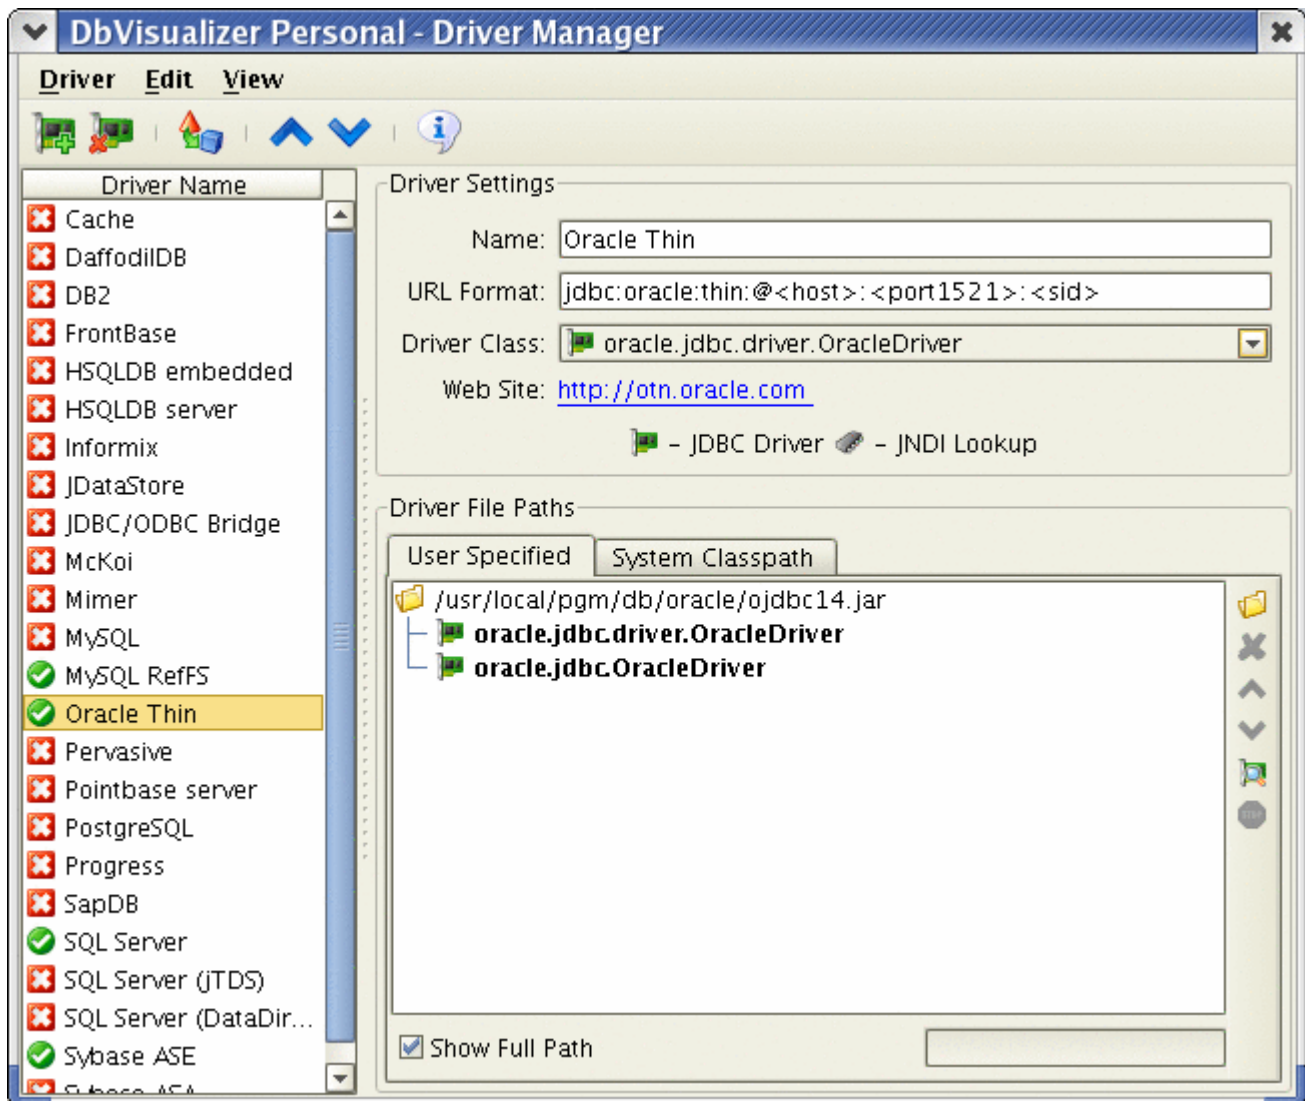 DbVisualizer Personal - Driver Manager
Driver Edit View
Driver Name
Cache
DaffodilDB
DB2
FrontBase
HSQLDB embedded
HSQLDB server
Informix
JDataStore
JDBC/ODBC Bridge
McKoi
Mimer
MySQL
MySQL RefFS
Oracle Thin
Pervasive
Pointbase server
PostgreSQL
Progress
SapDB
SQL Server
SQL Server (jTDS)
SQL Server (DataDir...
Sybase ASE
Sybase ASA
Driver Settings
Name: Oracle Thin
URL Format: jdbc:oracle:thin:@<host>:<port1521>:<sid>
Driver Class: oracle.jdbc.driver.OracleDriver
Web Site: http://otn.oracle.com
- JDBC Driver - JNDI Lookup
Driver File Paths
User Specified System Classpath
/usr/local/pgm/db/oracle/ojdbc14.jar
oracle.jdbc.driver.OracleDriver
oracle.jdbc.OracleDriver
Show Full Path